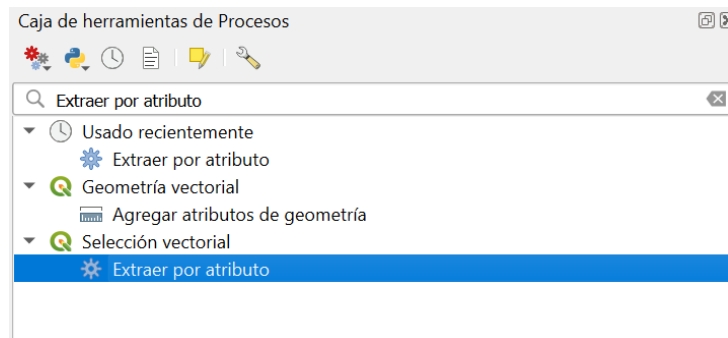 Caja de herramientas de Procesos
Extraer por atributo
Usado recientemente
Extraer por atributo
Geometría vectorial
Agregar atributos de geometría
Selección vectorial
Extraer por atributo